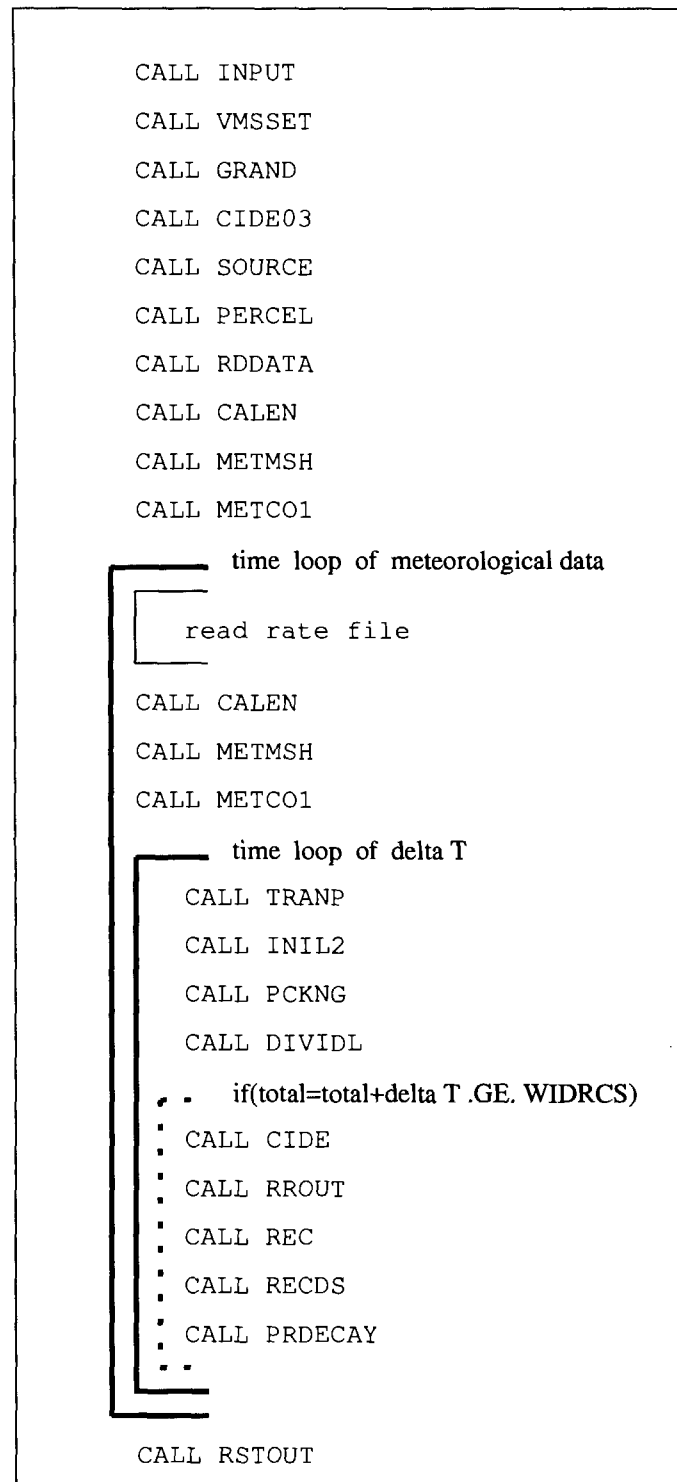 CALL INPUT
CALL VMSSET
CALL GRAND
CALL CIDE03
CALL SOURCE
CALL PERCEL
CALL RDDATA
CALL CALEN
CALL METMSH
CALL METCO1
time loop of meteorological data
read rate file
CALL CALEN
CALL METMSH
CALL METCO1
time loop of delta T
CALL TRANP
CALL INIL2
CALL PCKNG
CALL DIVIDL
if(total=total+delta T .GE. WIDRCS)
CALL CIDE
CALL RROUT
CALL REC
CALL RECDS
CALL PRDECAY
CALL RSTOUT